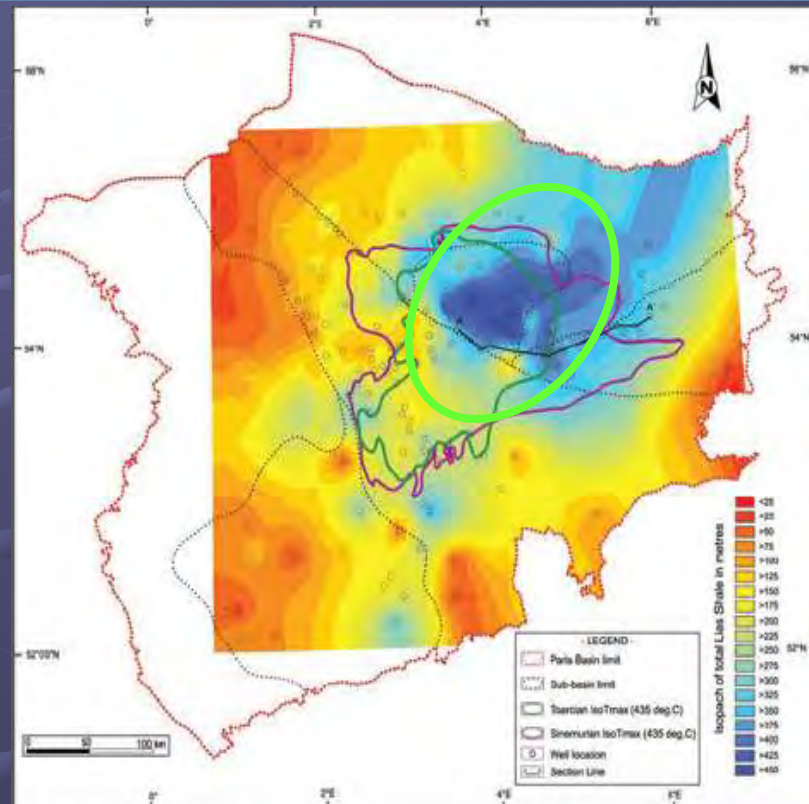 0° 2°E 4°E 6°E
N
54°N
54°N
A
A'
52°00'N
52°N
0 50 100 km
0° 2°E 4°E 6°E
Isopach of total Lias Shale in metres
<25
>25
>50
>75
>100
>125
>150
>175
>200
>225
>250
>275
>300
>325
>350
>375
>400
>425
>450
- LEGEND -
Paris Basin limit
Sub-basin limit
Toarcian IsoTmax (435 deg.C)
Sinemurian IsoTmax (435 deg.C)
Well location
Section Line